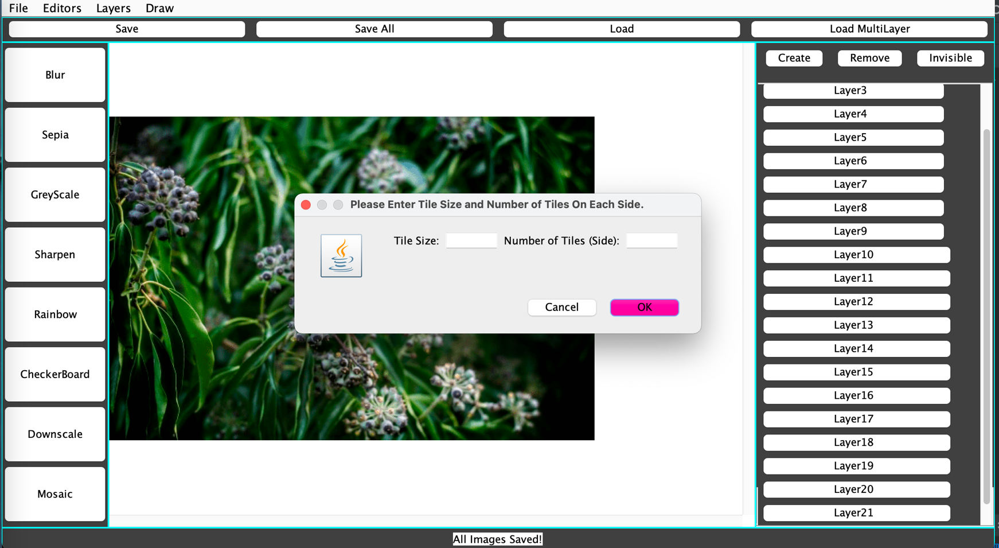 File Editors Layers Draw
Save Save All Load Load MultiLayer
Create Remove Invisible
Blur
Sepia
GreyScale
Sharpen
Rainbow
CheckerBoard
Downscale
Mosaic
Please Enter Tile Size and Number of Tiles On Each Side.
Tile Size: Number of Tiles (Side):
Cancel OK
Layer3
Layer4
Layer5
Layer6
Layer7
Layer8
Layer9
Layer10
Layer11
Layer12
Layer13
Layer14
Layer15
Layer16
Layer17
Layer18
Layer19
Layer20
Layer21
All Images Saved!